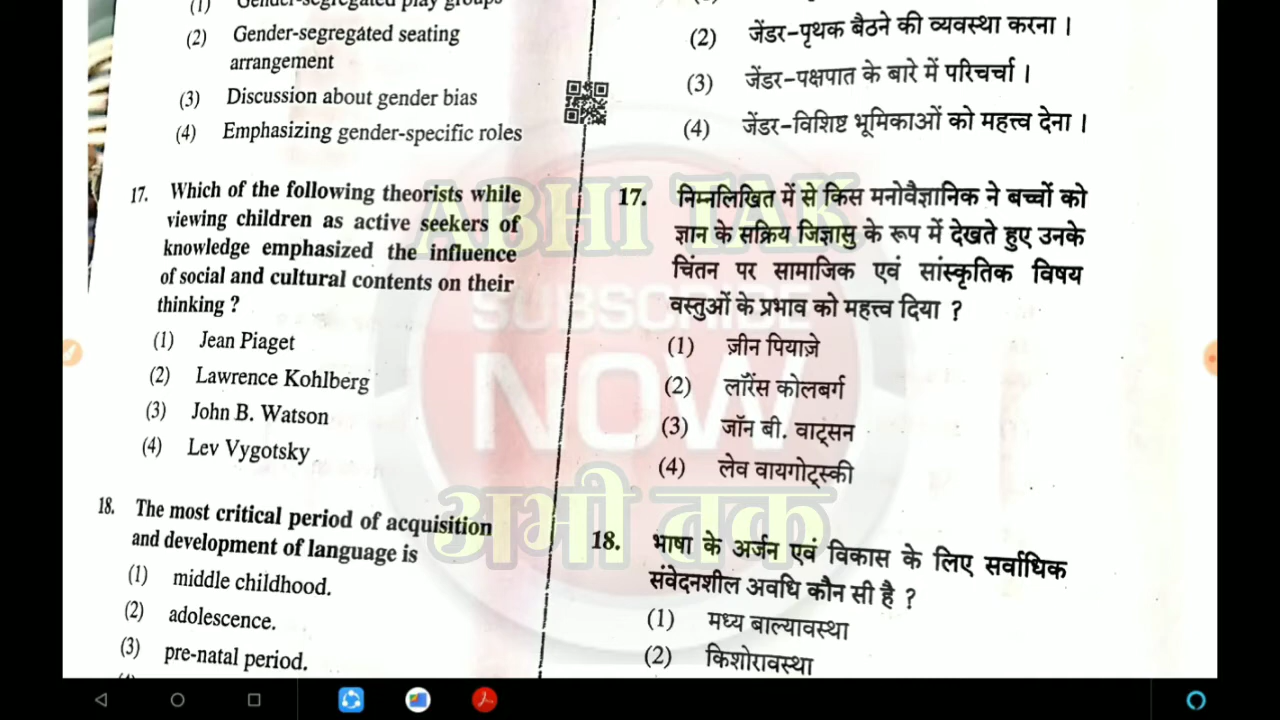 (1) Gender-segregated play groups
(2) Gender-segregated seating
arrangement
(3) Discussion about gender bias
(4) Emphasizing gender-specific roles
17. Which of the following theorists while
viewing children as active seekers of
knowledge emphasized the influence
of social and cultural contents on their
thinking ?
(1) Jean Piaget
(2) Lawrence Kohlberg
(3) John B. Watson
(4) Lev Vygotsky
18. The most critical period of acquisition
and development of language is
(1) middle childhood.
(2) adolescence.
(3) pre-natal period.
(2) जेंडर-पृथक बैठने की व्यवस्था करना ।
(3) जेंडर-पक्षपात के बारे में परिचर्चा ।
(4) जेंडर-विशिष्ट भूमिकाओं को महत्त्व देना ।
17. निम्नलिखित में से किस मनोवैज्ञानिक ने बच्चों को
ज्ञान के सक्रिय जिज्ञासु के रूप में देखते हुए उनके
चिंतन पर सामाजिक एवं सांस्कृतिक विषय
वस्तुओं के प्रभाव को महत्त्व दिया ?
(1) ज़ीन पियाज़े
(2) लॉरेंस कोलबर्ग
(3) जॉन बी. वाट्सन
(4) लेव वायगोट्स्की
18. भाषा के अर्जन एवं विकास के लिए सर्वाधिक
संवेदनशील अवधि कौन सी है ?
(1) मध्य बाल्यावस्था
(2) किशोरावस्था
ABHI TAK
SUBSCRIBE
NOW
अभी तक